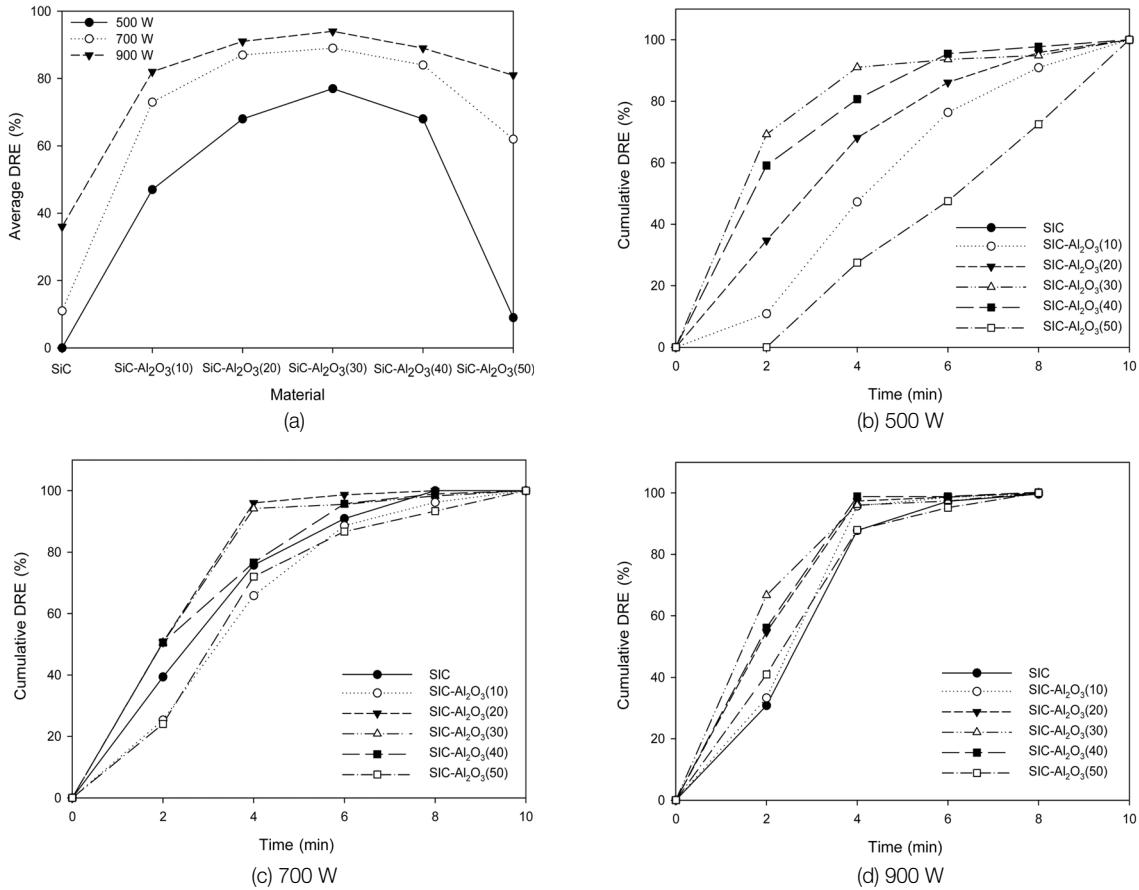 100
80
60
40
20
0
Average DRE (%)
500 W
700 W
900 W
SiC
SiC-Al₂O₃(10)
SiC-Al₂O₃(20)
SiC-Al₂O₃(30)
SiC-Al₂O₃(40)
SiC-Al₂O₃(50)
Material
(a)
100
80
60
40
20
0
Cumulative DRE (%)
SIC
SIC-Al₂O₃(10)
SIC-Al₂O₃(20)
SIC-Al₂O₃(30)
SIC-Al₂O₃(40)
SIC-Al₂O₃(50)
0 2 4 6 8 10
Time (min)
(b) 500 W
100
80
60
40
20
0
Cumulative DRE (%)
SIC
SIC-Al₂O₃(10)
SIC-Al₂O₃(20)
SIC-Al₂O₃(30)
SIC-Al₂O₃(40)
SIC-Al₂O₃(50)
0 2 4 6 8 10
Time (min)
(c) 700 W
100
80
60
40
20
0
Cumulative DRE (%)
SIC
SIC-Al₂O₃(10)
SIC-Al₂O₃(20)
SIC-Al₂O₃(30)
SIC-Al₂O₃(40)
SIC-Al₂O₃(50)
0 2 4 6 8 10
Time (min)
(d) 900 W